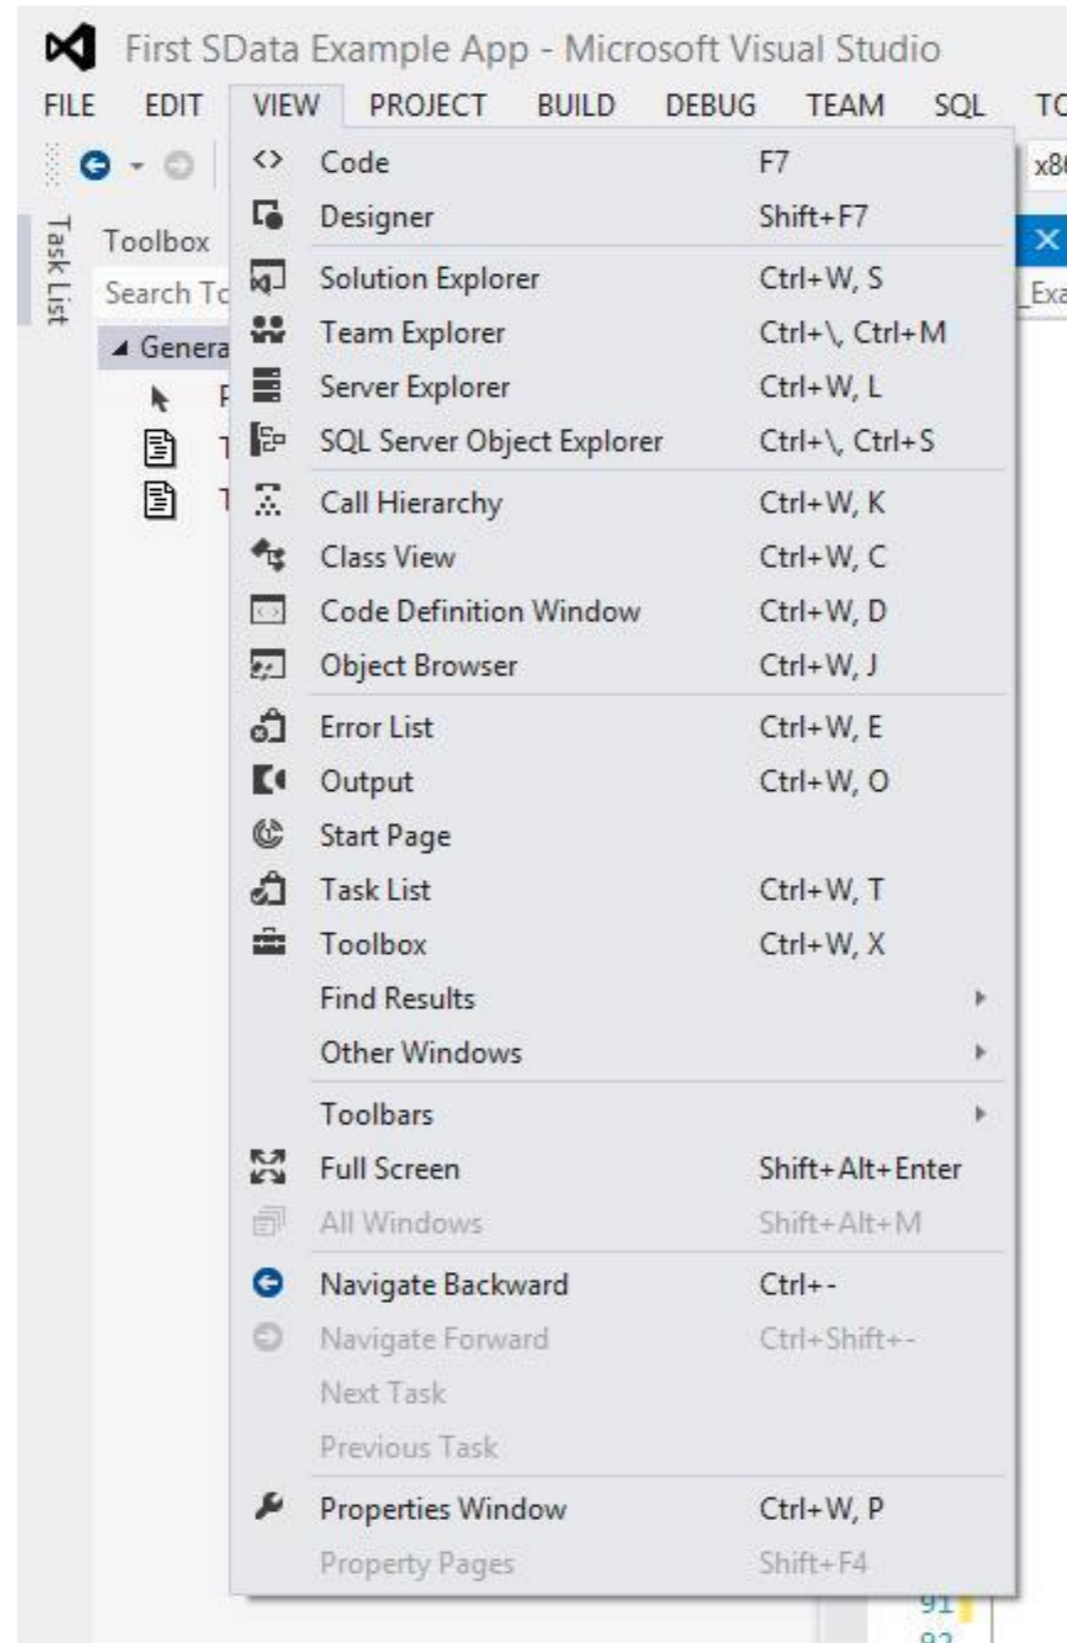 First SData Example App - Microsoft Visual Studio
FILE EDIT VIEW PROJECT BUILD DEBUG TEAM SQL
Task List
Toolbox
Search
Code F7
Designer Shift+F7
Solution Explorer Ctrl+W, S
Team Explorer Ctrl+\, Ctrl+M
Server Explorer Ctrl+W, L
SQL Server Object Explorer Ctrl+\, Ctrl+S
Call Hierarchy Ctrl+W, K
Class View Ctrl+W, C
Code Definition Window Ctrl+W, D
Object Browser Ctrl+W, J
Error List Ctrl+W, E
Output Ctrl+W, O
Start Page
Task List Ctrl+W, T
Toolbox Ctrl+W, X
Find Results
Other Windows
Toolbars
Full Screen Shift+Alt+Enter
All Windows Shift+Alt+M
Navigate Backward Ctrl+-
Navigate Forward Ctrl+Shift+-
Next Task
Previous Task
Properties Window Ctrl+W, P
Property Pages Shift+F4
91